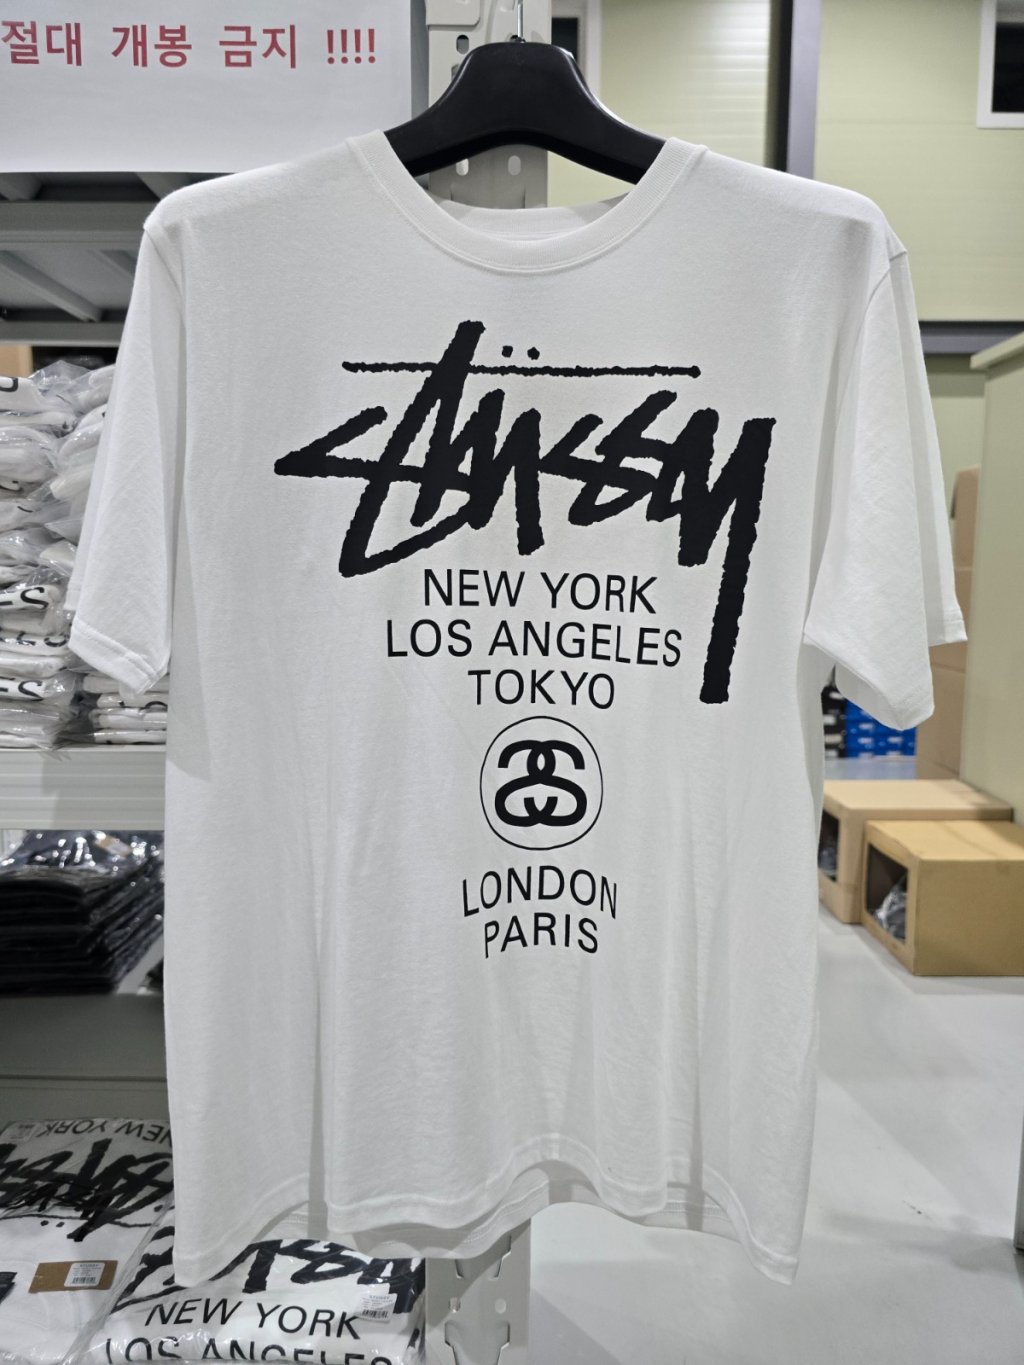 절대 개봉 금지 !!!!
Stüssy
NEW YORK
LOS ANGELES
TOKYO
LONDON
PARIS
NEW YORK
NEW YORK
LOS ANGELES